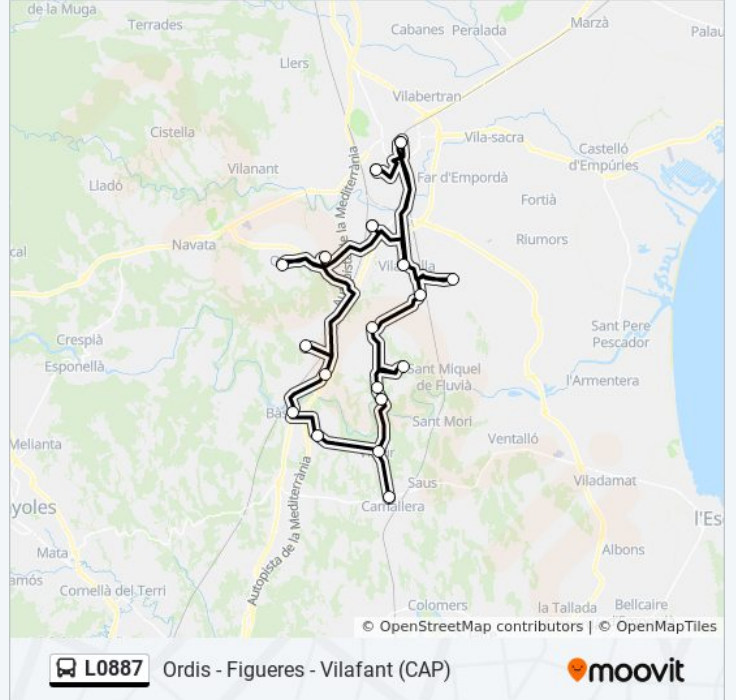 de la Muga
Terrades
Cabanes
Peralada
Marzà
Palau
Llers
Vilabertran
Cistella
Vila-sacra
Castelló
d'Empúries
Vilanant
Far d'Empordà
Lladó
Fortià
Autopista de la Mediterrània
Riumors
Navata
cal
Sant Pere
Pescador
Crespià
Esponellà
Sant Miquel
de Fluvià
l'Armentera
Sant Mori
Ventalló
Melianta
Saus
Viladamat
Camallera
yoles
l'Es
Autopista de la Mediterrània
Mata
Albons
amós
Cornellà del Terri
Colomers
la Tallada
Bellcaire
© OpenStreetMap contributors | © OpenMapTiles
L0887 Ordis - Figueres - Vilafant (CAP)
moovit